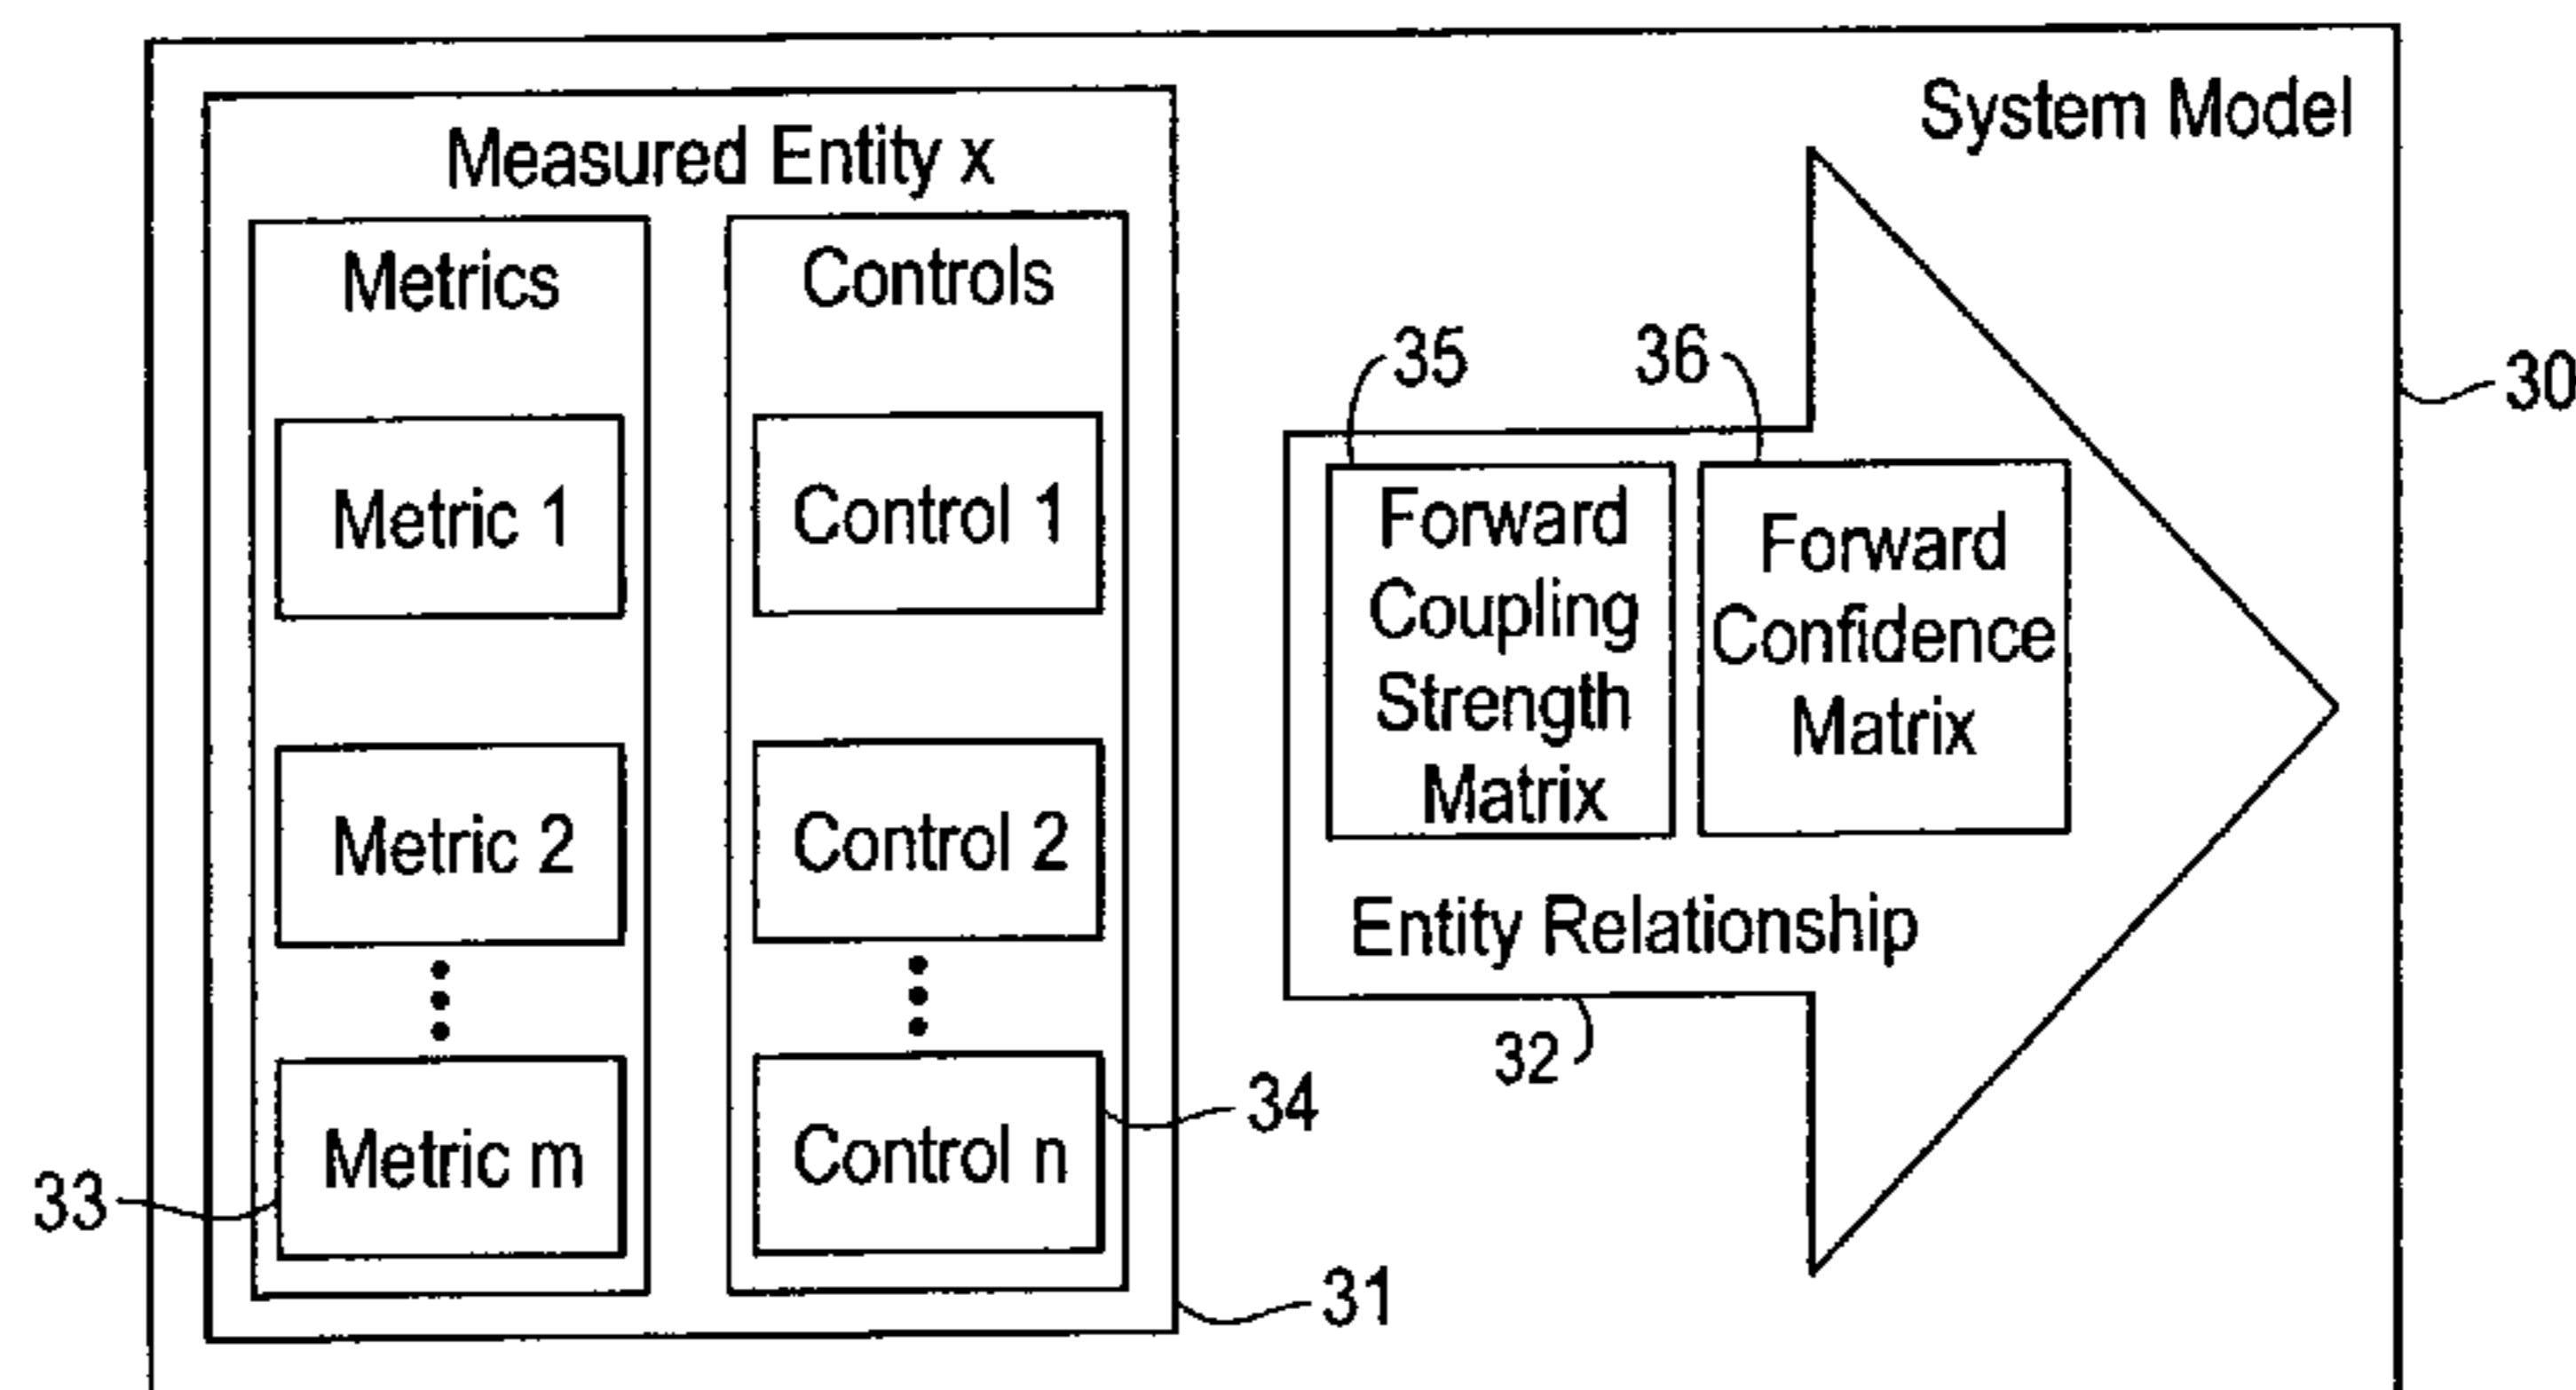 System Model
Measured Entity x
Metrics
Controls
35
36
30
Metric 1
Control 1
Forward
Coupling
Strength
Matrix
Forward
Confidence
Matrix
Metric 2
Control 2
Entity Relationship
32
34
Metric m
Control n
33
31